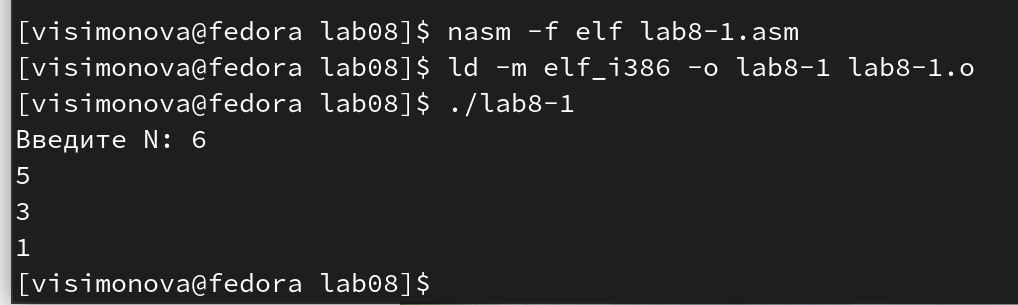 [visimonova@fedora lab08]$ nasm -f elf lab8-1.asm
[visimonova@fedora lab08]$ ld -m elf_i386 -o lab8-1 lab8-1.o
[visimonova@fedora lab08]$ ./lab8-1
Введите N: 6
5
3
1
[visimonova@fedora lab08]$